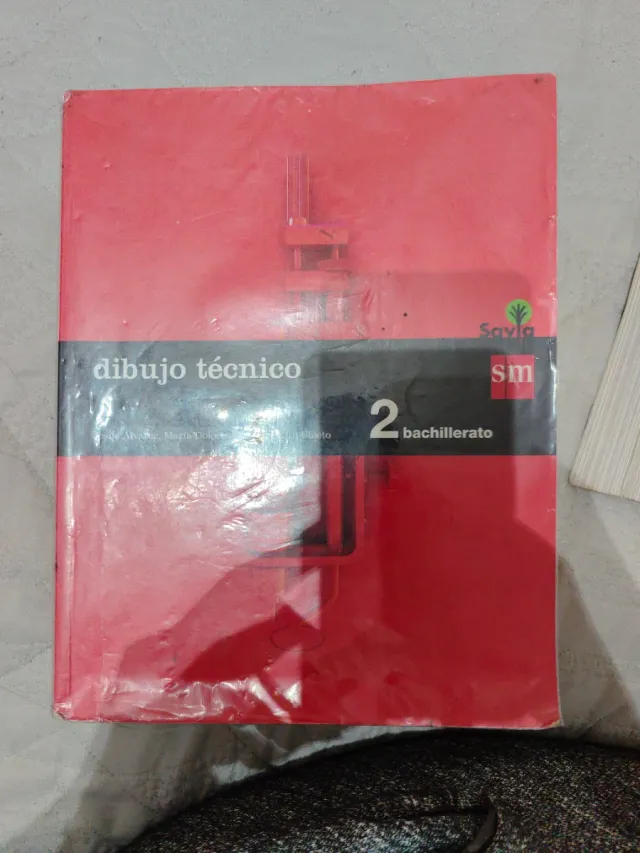 Savia
dibujo técnico
sm
2 bachillerato